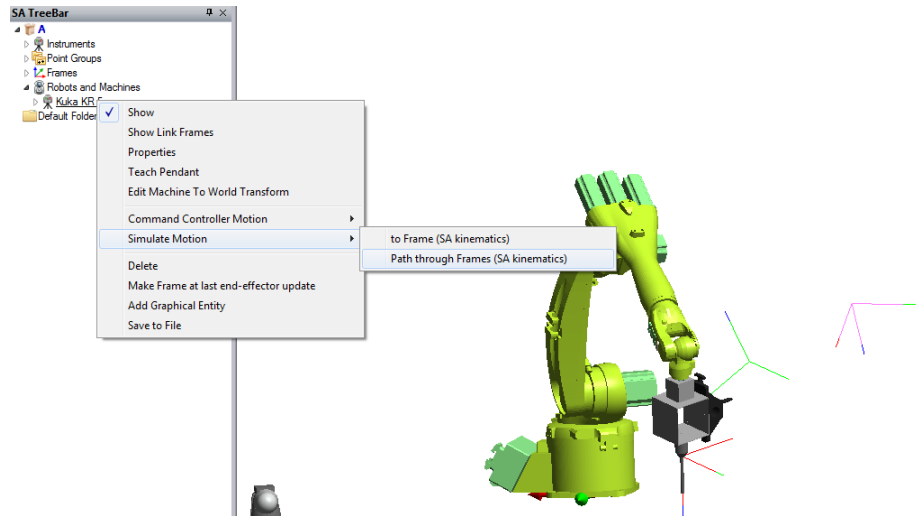 SA TreeBar
A
Instruments
Point Groups
Frames
Robots and Machines
Kuka KR
Default Folder
Show
Show Link Frames
Properties
Teach Pendant
Edit Machine To World Transform
Command Controller Motion
Simulate Motion
to Frame (SA kinematics)
Path through Frames (SA kinematics)
Delete
Make Frame at last end-effector update
Add Graphical Entity
Save to File